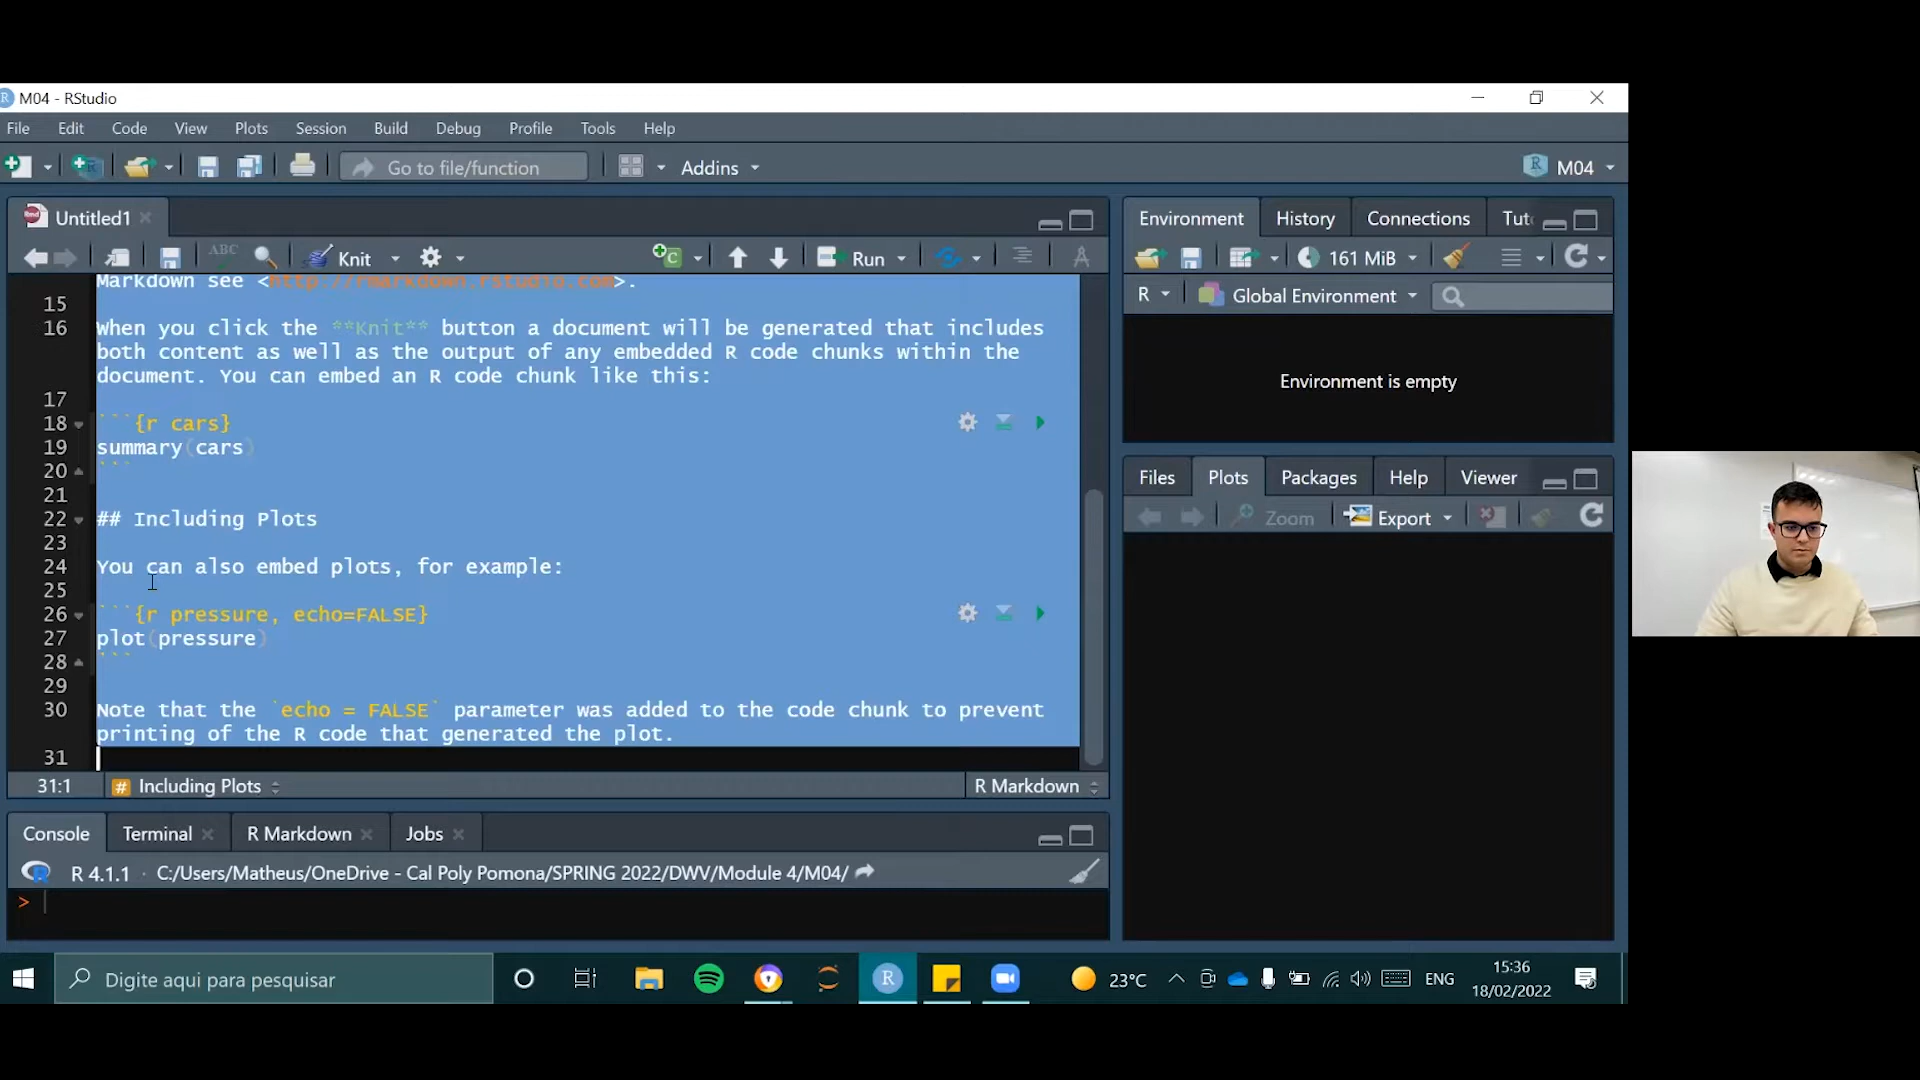 M04 - RStudio
File Edit Code View Plots Session Build Debug Profile Tools Help
Go to file/function Addins M04
Untitled1
ABC Knit Run
Markdown see <http://rmarkdown.rstudio.com>.
15
16 When you click the **Knit** button a document will be generated that includes
both content as well as the output of any embedded R code chunks within the
document. You can embed an R code chunk like this:
17
18 ```{r cars}
19 summary(cars)
20 ```
21
22 ## Including Plots
23
24 You can also embed plots, for example:
25
26 ```{r pressure, echo=FALSE}
27 plot(pressure)
28 ```
29
30 Note that the `echo = FALSE` parameter was added to the code chunk to prevent
printing of the R code that generated the plot.
31
31:1 # Including Plots R Markdown
Console Terminal R Markdown Jobs
R 4.1.1 · C:/Users/Matheus/OneDrive - Cal Poly Pomona/SPRING 2022/DWV/Module 4/M04/
>
Environment History Connections Tut
161 MiB
R Global Environment
Environment is empty
Files Plots Packages Help Viewer
Zoom Export
Digite aqui para pesquisar
23°C ENG
15:36
18/02/2022